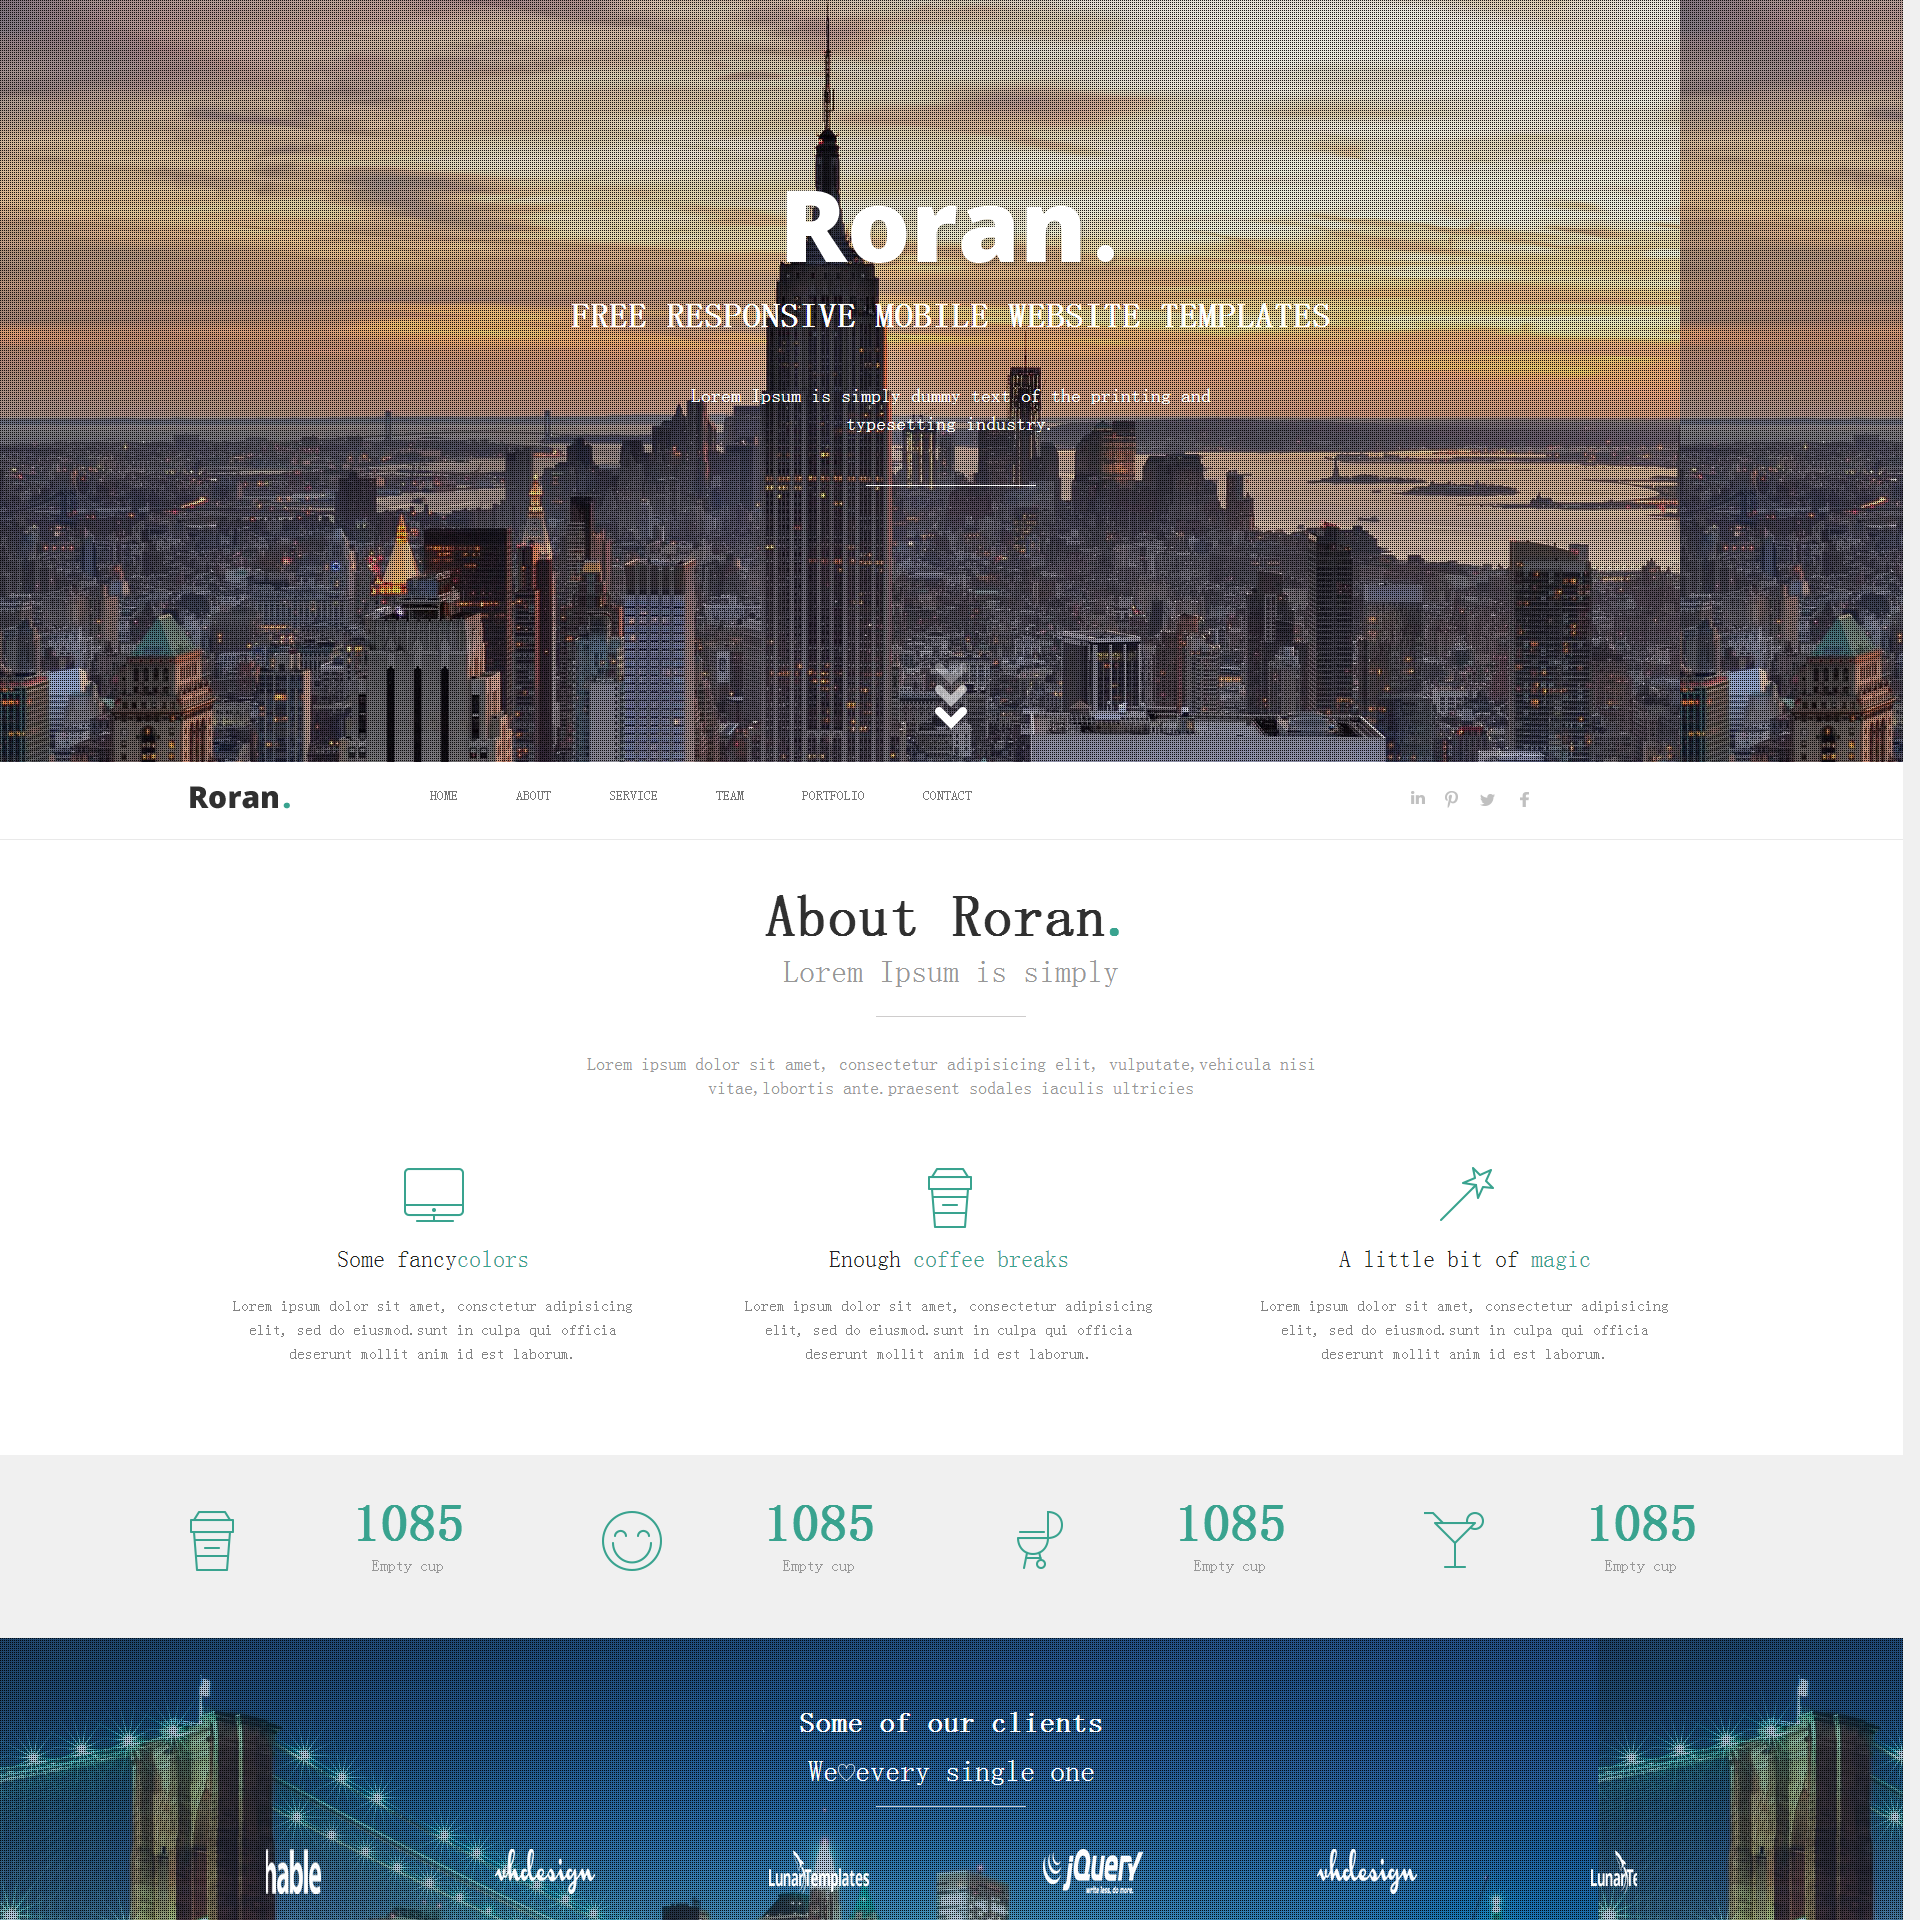 Roran.
FREE RESPONSIVE MOBILE WEBSITE TEMPLATES
Lorem Ipsum is simply dummy text of the printing and
typesetting industry.
Roran. HOME ABOUT SERVICE TEAM PORTFOLIO CONTACT
About Roran.
Lorem Ipsum is simply
Lorem ipsum dolor sit amet, consectetur adipisicing elit, vulputate,vehicula nisi
vitae,lobortis ante.praesent sodales iaculis ultricies
Some fancycolors
Lorem ipsum dolor sit amet, consctetur adipisicing
elit, sed do eiusmod.sunt in culpa qui officia
deserunt mollit anim id est laborum.
Enough coffee breaks
Lorem ipsum dolor sit amet, consectetur adipisicing
elit, sed do eiusmod.sunt in culpa qui officia
deserunt mollit anim id est laborum.
A little bit of magic
Lorem ipsum dolor sit amet, consectetur adipisicing
elit, sed do eiusmod.sunt in culpa qui officia
deserunt mollit anim id est laborum.
1085
Empty cup
1085
Empty cup
1085
Empty cup
1085
Empty cup
Some of our clients
We♡every single one
hable
vhdesign
LunarTemplates
jQuery
write less, do more.
vhdesign
LunarTe